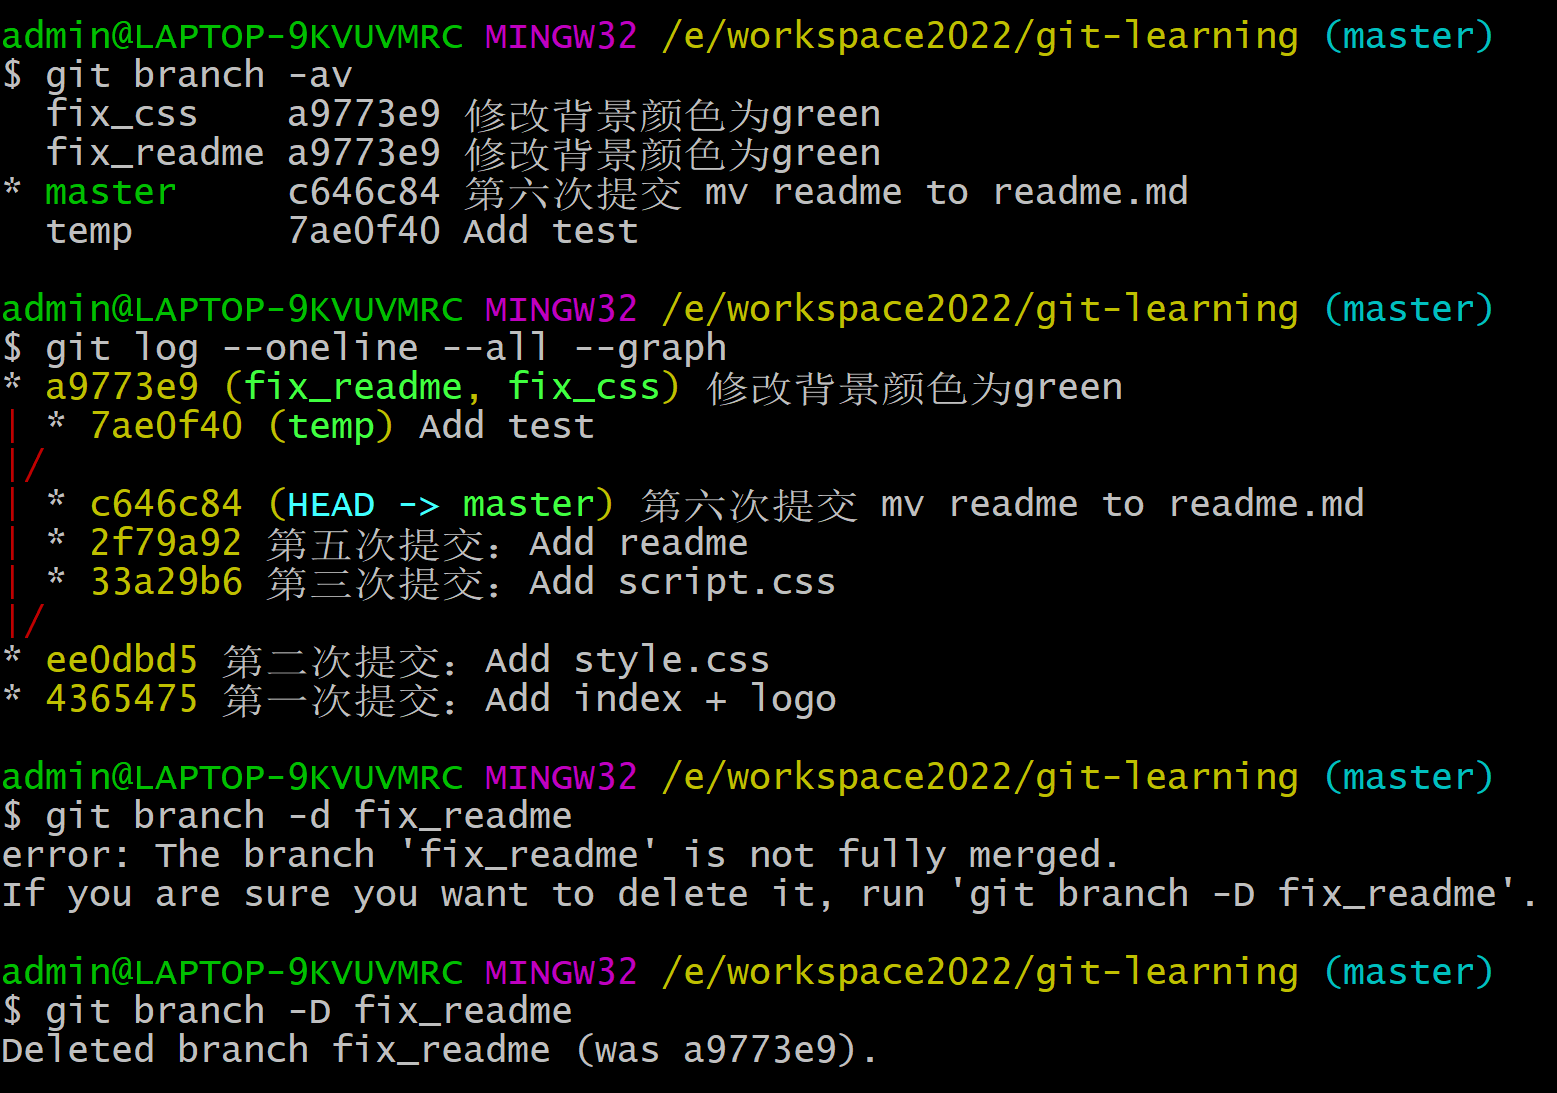 admin@LAPTOP-9KVUVMRC MINGW32 /e/workspace2022/git-learning (master)
$ git branch -av
  fix_css    a9773e9 修改背景颜色为green
  fix_readme a9773e9 修改背景颜色为green
* master     c646c84 第六次提交 mv readme to readme.md
  temp       7ae0f40 Add test
admin@LAPTOP-9KVUVMRC MINGW32 /e/workspace2022/git-learning (master)
$ git log --oneline --all --graph
* a9773e9 (fix_readme, fix_css) 修改背景颜色为green
| * 7ae0f40 (temp) Add test
|/
| * c646c84 (HEAD -> master) 第六次提交 mv readme to readme.md
| * 2f79a92 第五次提交：Add readme
| * 33a29b6 第三次提交：Add script.css
|/
* ee0dbd5 第二次提交：Add style.css
* 4365475 第一次提交：Add index + logo
admin@LAPTOP-9KVUVMRC MINGW32 /e/workspace2022/git-learning (master)
$ git branch -d fix_readme
error: The branch 'fix_readme' is not fully merged.
If you are sure you want to delete it, run 'git branch -D fix_readme'.
admin@LAPTOP-9KVUVMRC MINGW32 /e/workspace2022/git-learning (master)
$ git branch -D fix_readme
Deleted branch fix_readme (was a9773e9).